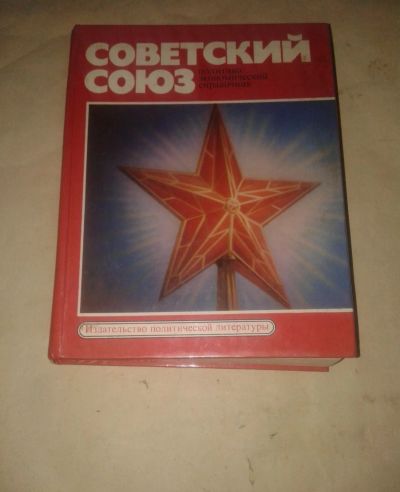 СОВЕТСКИЙ
СОЮЗ
политико-
экономический
справочник
Издательство политической литературы